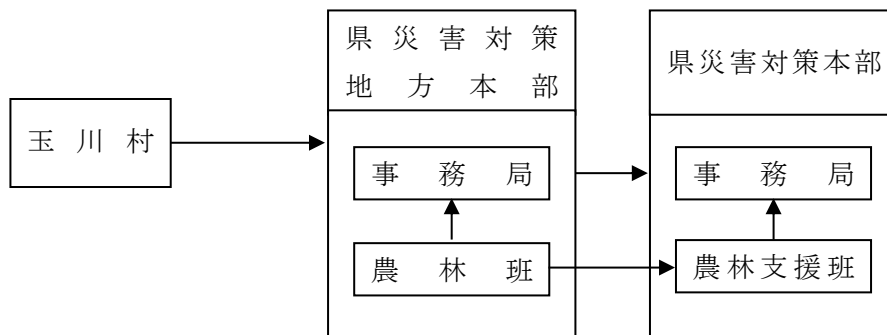 県災害対策
地方本部
県災害対策本部
玉川村
事務局
事務局
農林班
農林支援班